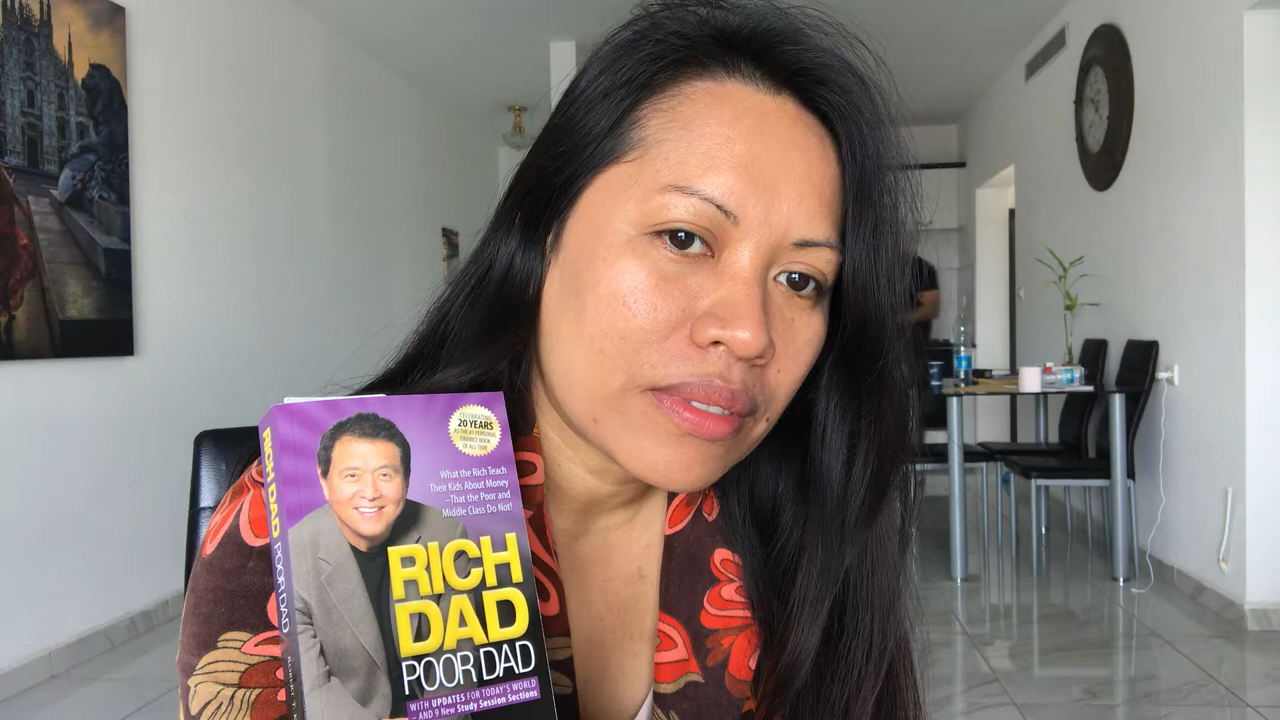 RICH DAD POOR DAD
CELEBRATING
20 YEARS
AS THE #1 PERSONAL
FINANCE BOOK
OF ALL TIME
What the Rich Teach
Their Kids About Money
–That the Poor and
Middle Class Do Not!
RICH
DAD
POOR DAD
WITH UPDATES FOR TODAY'S WORLD
– AND 9 New Study Session Sections